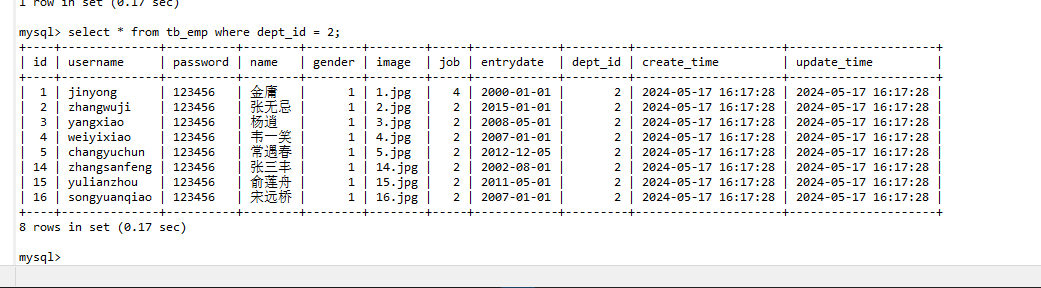 1 row in set (0.17 sec)
mysql> select * from tb_emp where dept_id = 2;
+----+--------------+----------+--------+--------+--------+-----+------------+---------+---------------------+---------------------+
| id | username | password | name | gender | image | job | entrydate | dept_id | create_time | update_time |
+----+--------------+----------+--------+--------+--------+-----+------------+---------+---------------------+---------------------+
| 1 | jinyong | 123456 | 金庸 | 1 | 1.jpg | 4 | 2000-01-01 | 2 | 2024-05-17 16:17:28 | 2024-05-17 16:17:28 |
| 2 | zhangwuji | 123456 | 张无忌 | 1 | 2.jpg | 2 | 2015-01-01 | 2 | 2024-05-17 16:17:28 | 2024-05-17 16:17:28 |
| 3 | yangxiao | 123456 | 杨逍 | 1 | 3.jpg | 2 | 2008-05-01 | 2 | 2024-05-17 16:17:28 | 2024-05-17 16:17:28 |
| 4 | weiyixiao | 123456 | 韦一笑 | 1 | 4.jpg | 2 | 2007-01-01 | 2 | 2024-05-17 16:17:28 | 2024-05-17 16:17:28 |
| 5 | changyuchun | 123456 | 常遇春 | 1 | 5.jpg | 2 | 2012-12-05 | 2 | 2024-05-17 16:17:28 | 2024-05-17 16:17:28 |
| 14 | zhangsanfeng | 123456 | 张三丰 | 1 | 14.jpg | 2 | 2002-08-01 | 2 | 2024-05-17 16:17:28 | 2024-05-17 16:17:28 |
| 15 | yulianzhou | 123456 | 俞莲舟 | 1 | 15.jpg | 2 | 2011-05-01 | 2 | 2024-05-17 16:17:28 | 2024-05-17 16:17:28 |
| 16 | songyuanqiao | 123456 | 宋远桥 | 1 | 16.jpg | 2 | 2007-01-01 | 2 | 2024-05-17 16:17:28 | 2024-05-17 16:17:28 |
+----+--------------+----------+--------+--------+--------+-----+------------+---------+---------------------+---------------------+
8 rows in set (0.17 sec)
mysql>